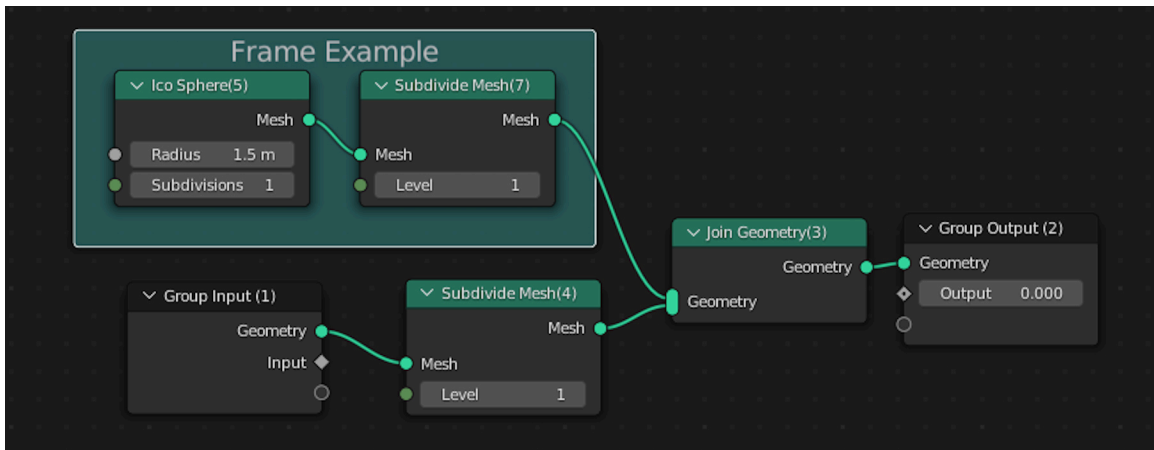 Frame Example
Ico Sphere(5)
Mesh
Radius 1.5 m
Subdivisions 1
Subdivide Mesh(7)
Mesh
Mesh
Level 1
Group Input (1)
Geometry
Input
Subdivide Mesh(4)
Mesh
Mesh
Level 1
Join Geometry(3)
Geometry
Geometry
Group Output (2)
Geometry
Output 0.000